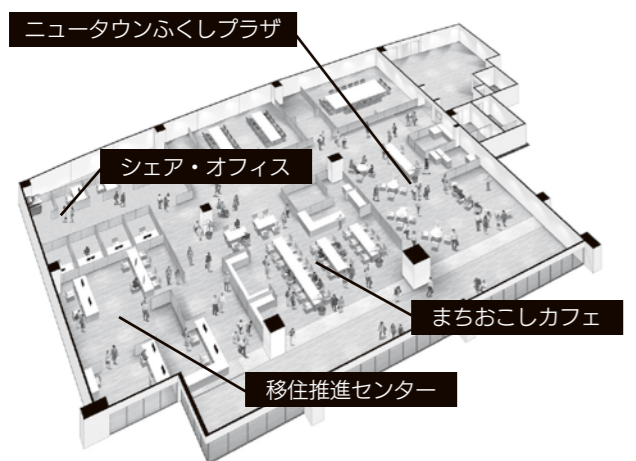 ニュータウンふくしプラザ
シェア・オフィス
まちおこしカフェ
移住推進センター